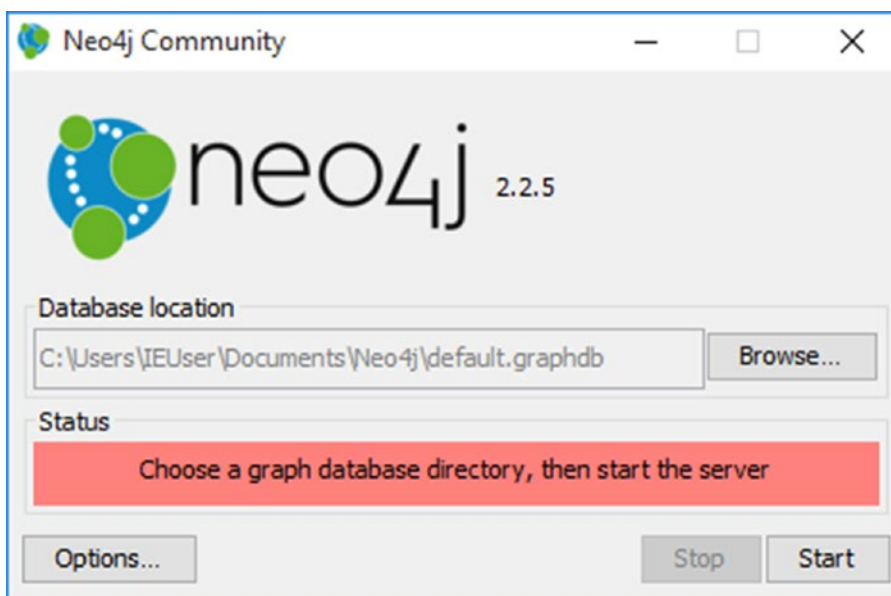 Neo4j Community
neo4j 2.2.5
Database location
C:\Users\IEUser\Documents\Neo4j\default.graphdb
Browse...
Status
Choose a graph database directory, then start the server
Options...
Stop
Start